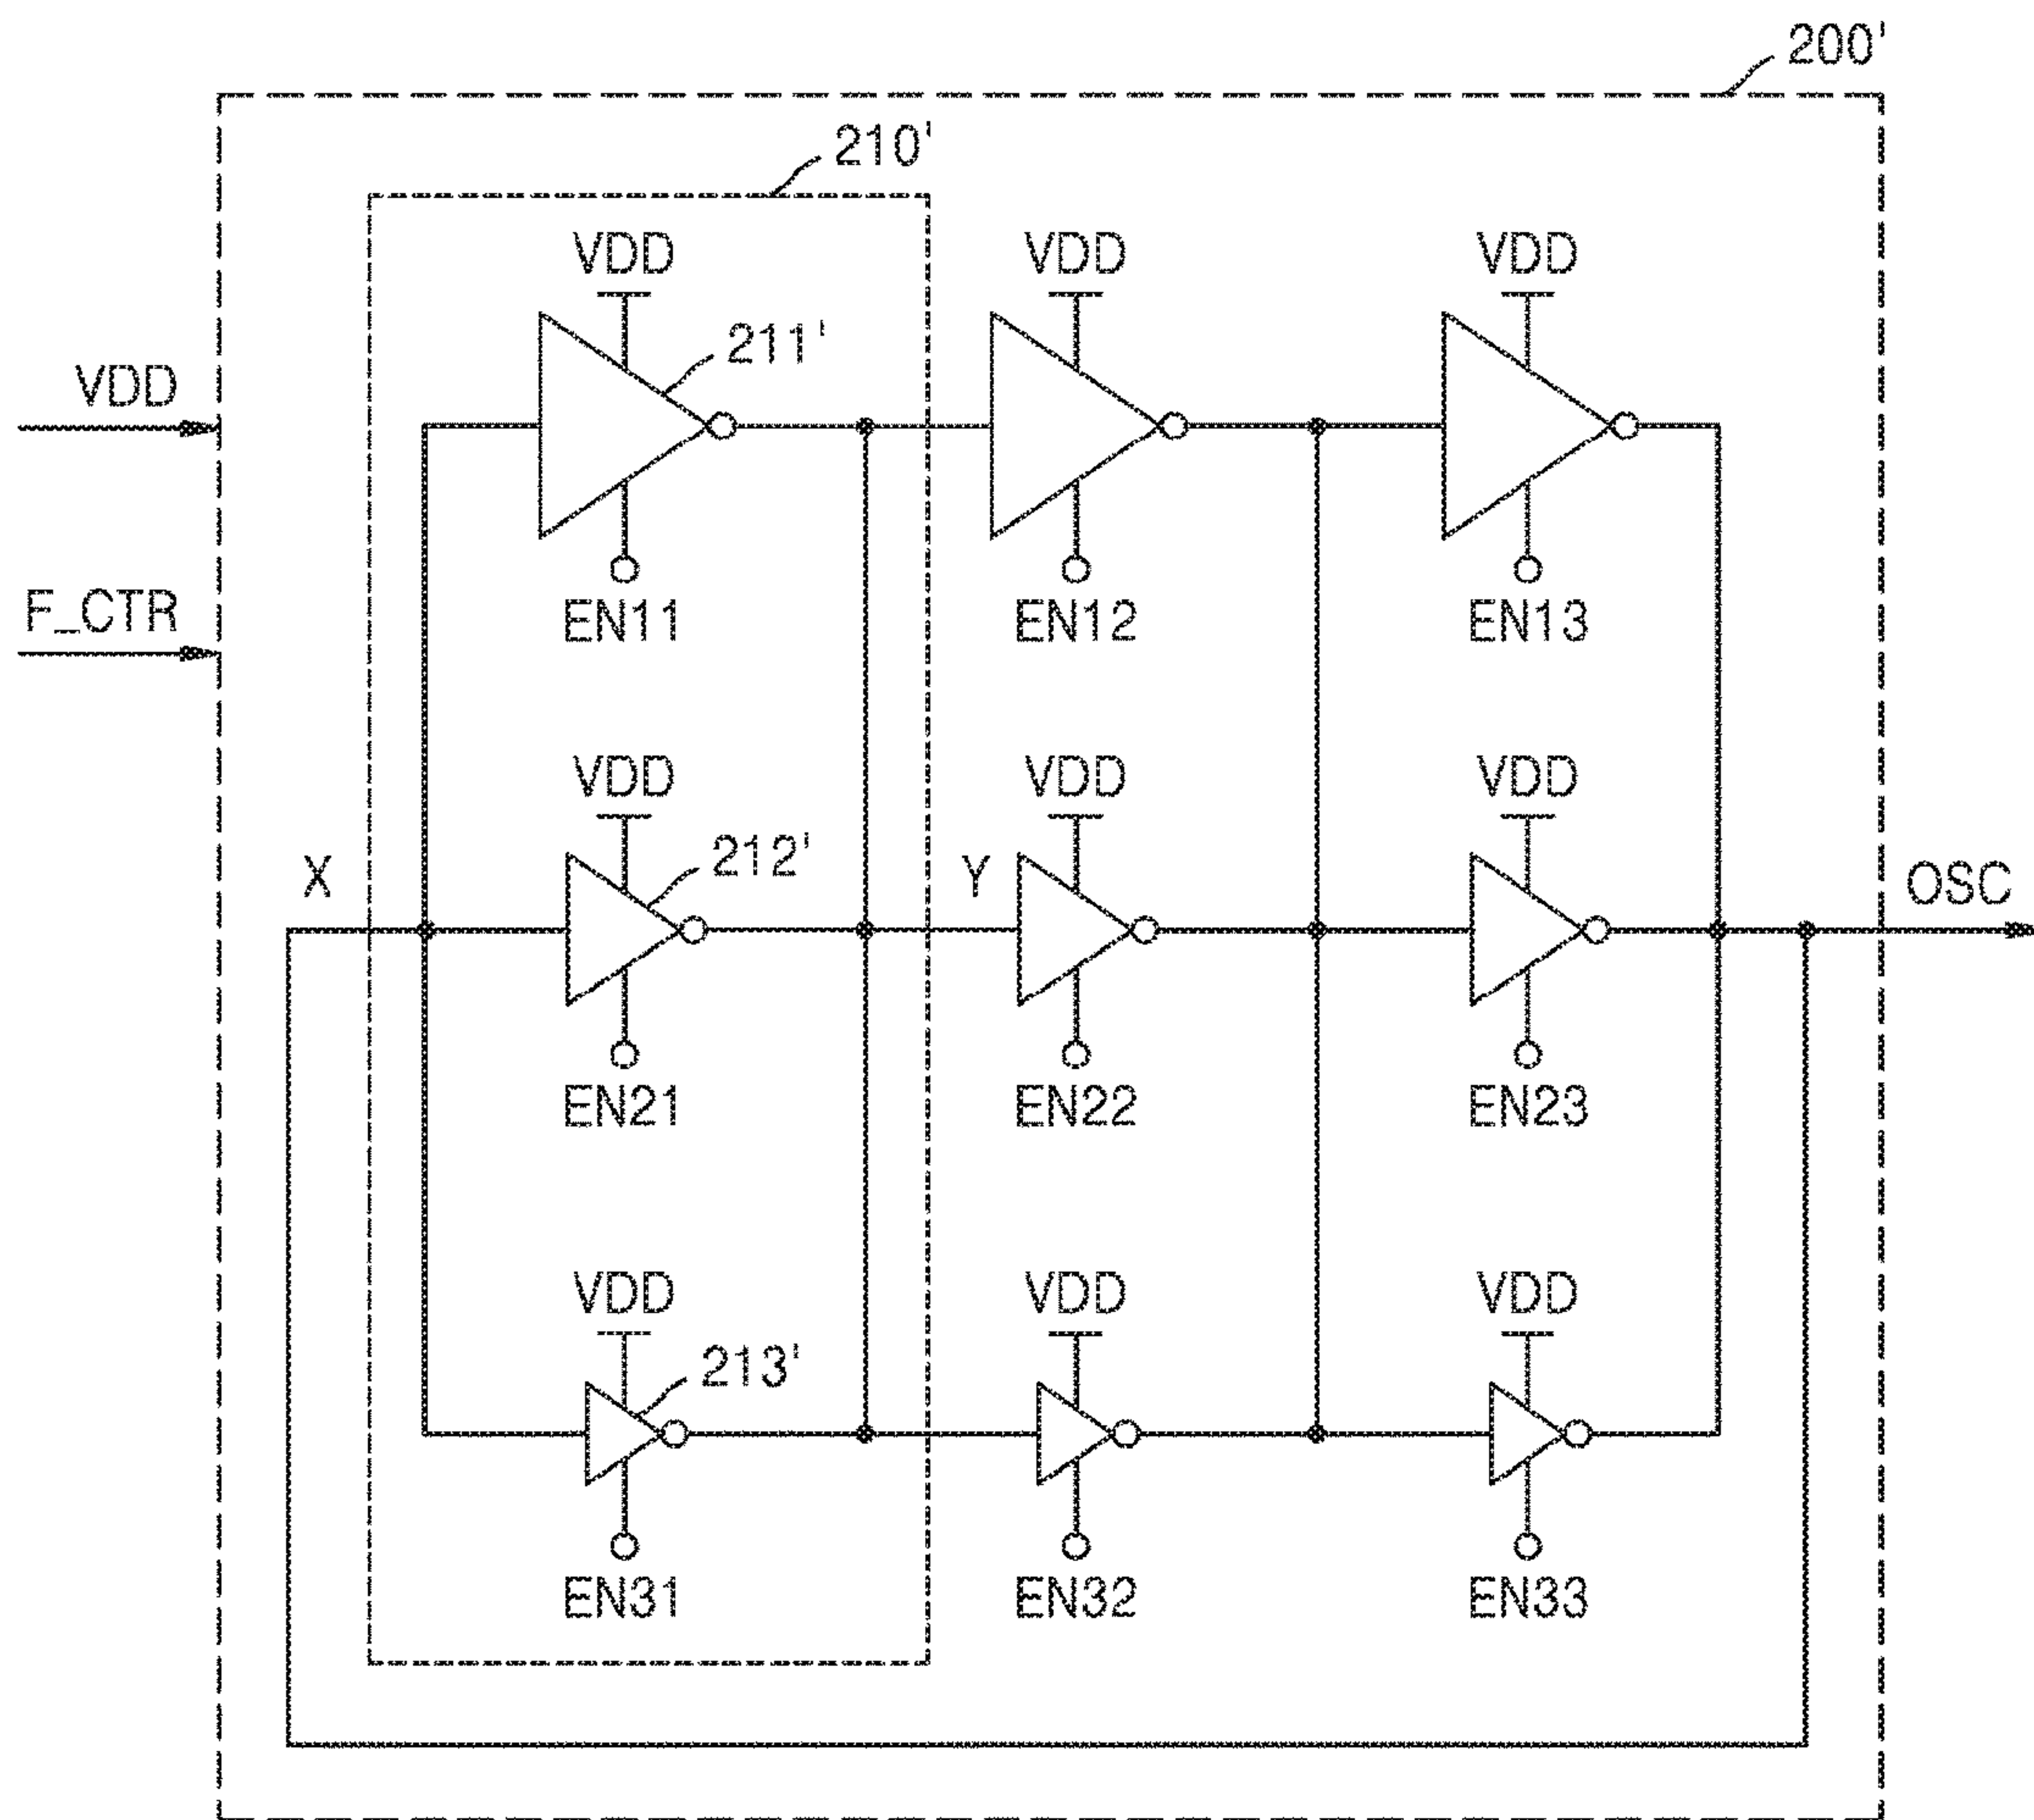 200'
210'
VDD VDD VDD
211'
VDD
EN11 EN12 EN13
F_CTR
VDD VDD VDD
212'
X Y OSC
EN21 EN22 EN23
VDD VDD VDD
213'
EN31 EN32 EN33